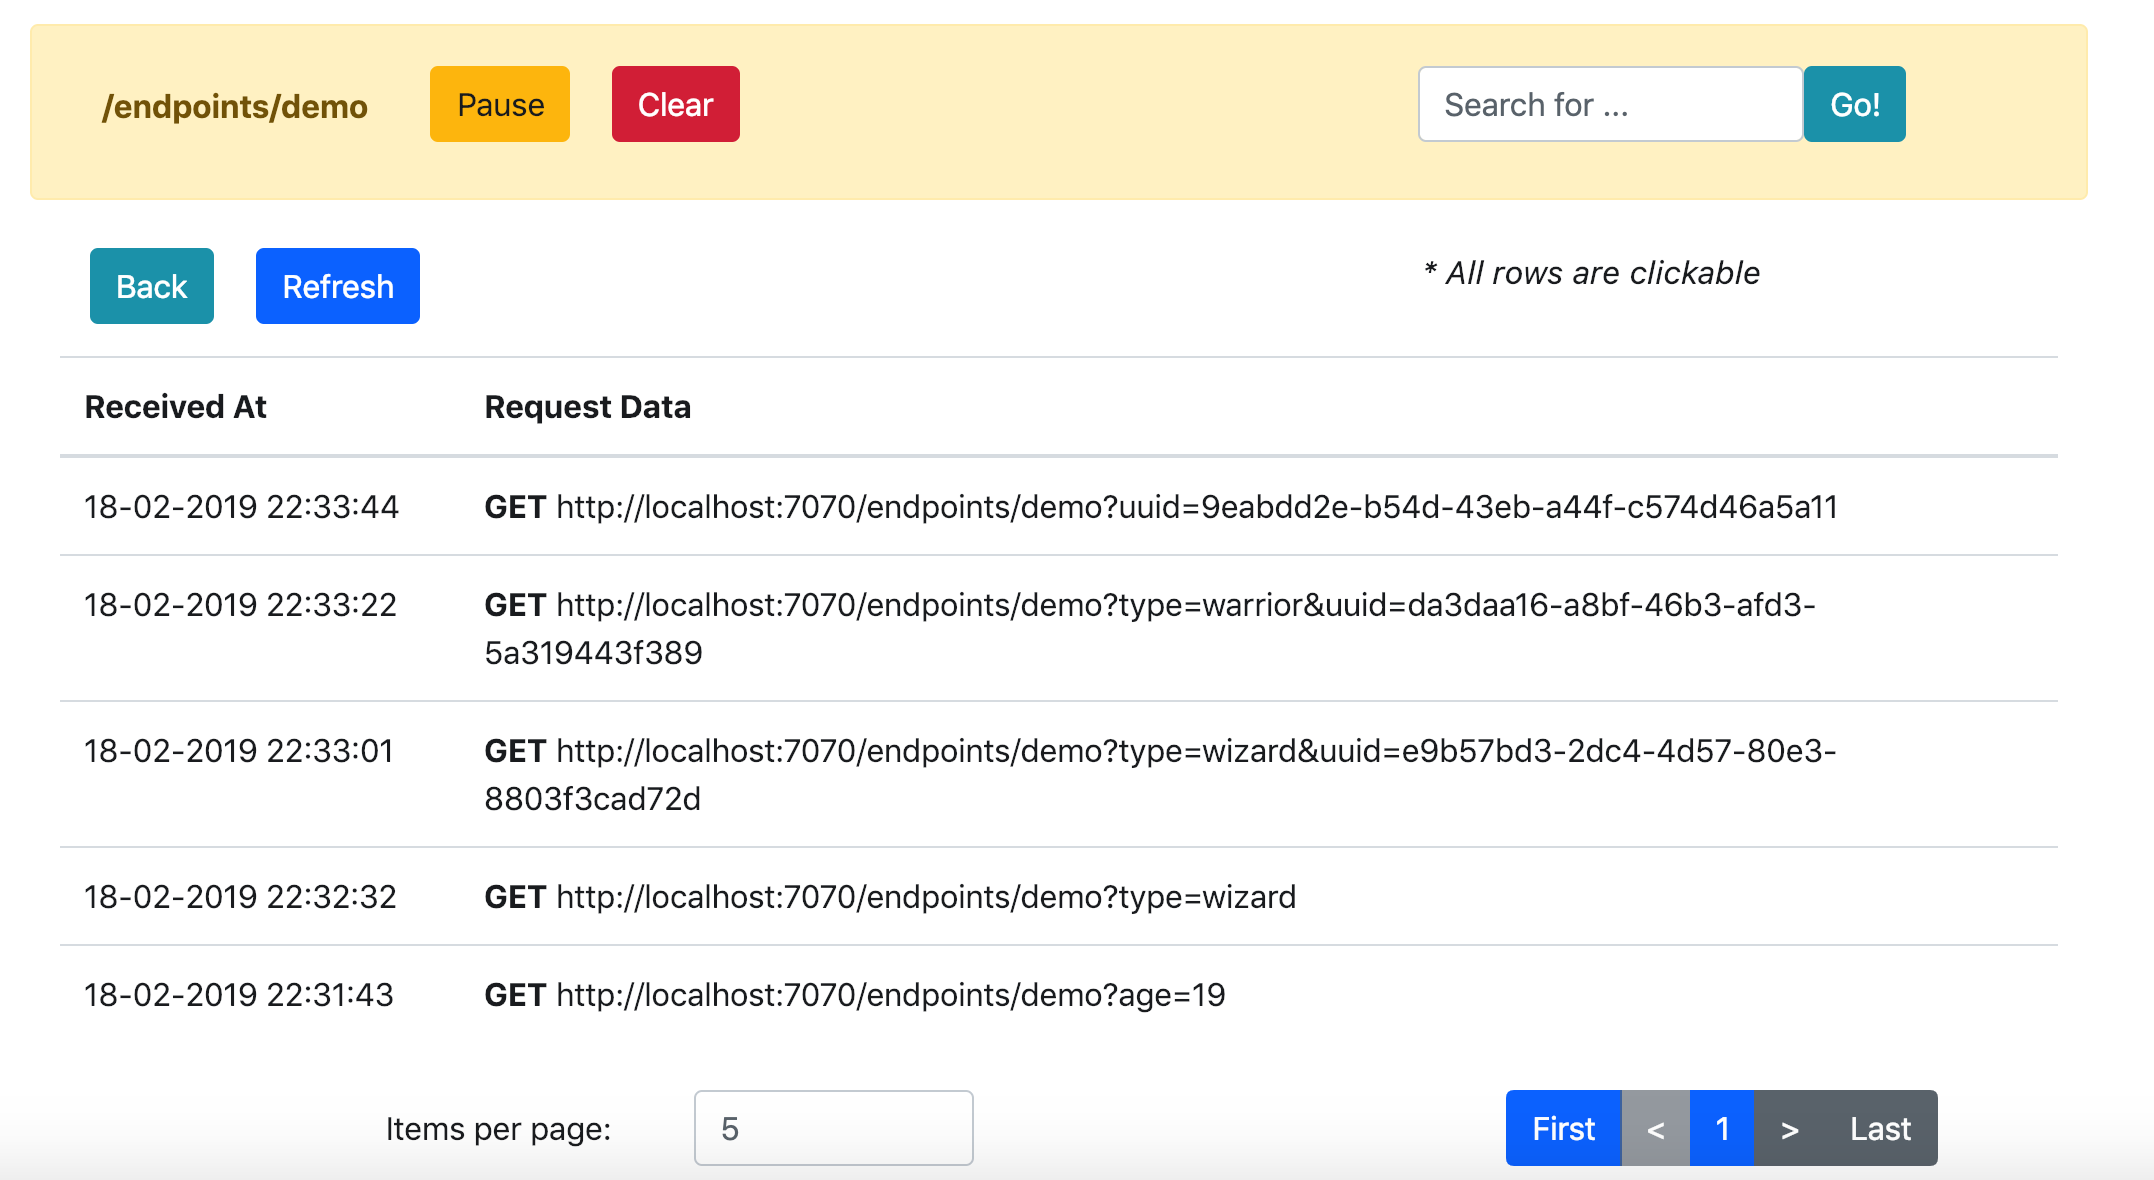 /endpoints/demo Pause Clear Search for ... Go!
Back Refresh * All rows are clickable
Received At Request Data
18-02-2019 22:33:44 GET http://localhost:7070/endpoints/demo?uuid=9eabdd2e-b54d-43eb-a44f-c574d46a5a11
18-02-2019 22:33:22 GET http://localhost:7070/endpoints/demo?type=warrior&uuid=da3daa16-a8bf-46b3-afd3-
5a319443f389
18-02-2019 22:33:01 GET http://localhost:7070/endpoints/demo?type=wizard&uuid=e9b57bd3-2dc4-4d57-80e3-
8803f3cad72d
18-02-2019 22:32:32 GET http://localhost:7070/endpoints/demo?type=wizard
18-02-2019 22:31:43 GET http://localhost:7070/endpoints/demo?age=19
Items per page: 5 First < 1 > Last